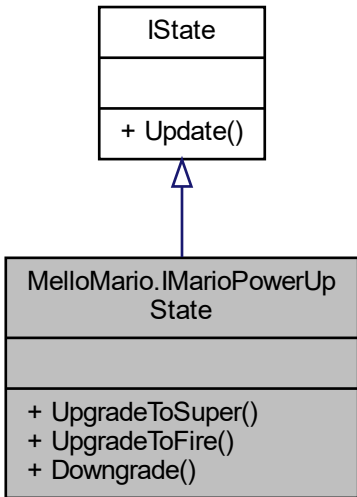 IState
+ Update()
MelloMario.IMarioPowerUp
State
+ UpgradeToSuper()
+ UpgradeToFire()
+ Downgrade()